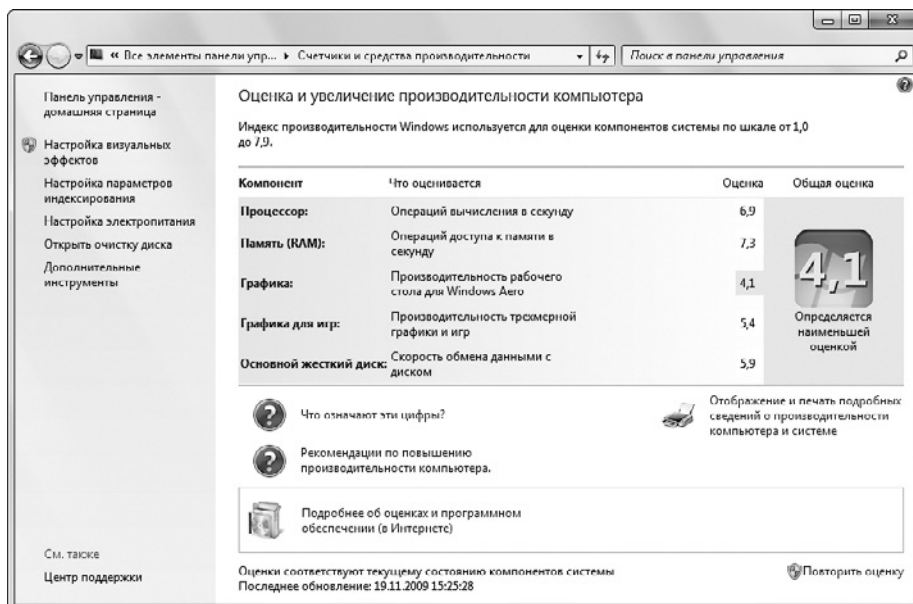 « Все элементы панели упр... ▸ Счетчики и средства производительности
Поиск в панели управления
Панель управления -
домашняя страница
Настройка визуальных
эффектов
Настройка параметров
индексирования
Настройка электропитания
Открыть очистку диска
Дополнительные
инструменты
См. также
Центр поддержки
Оценка и увеличение производительности компьютера
Индекс производительности Windows используется для оценки компонентов системы по шкале от 1,0
до 7,9.
Компонент Что оценивается Оценка Общая оценка
Процессор: Операций вычисления в секунду 6,9
Память (RAM): Операций доступа к памяти в
секунду 7,3
Графика: Производительность рабочего
стола для Windows Aero 4,1
Графика для игр: Производительность трехмерной
графики и игр 5,4
Основной жесткий диск: Скорость обмена данными с
диском 5,9
4,1
Определяется
наименьшей
оценкой
Что означают эти цифры?
Отображение и печать подробных
сведений о производительности
компьютера и системе
Рекомендации по повышению
производительности компьютера.
Подробнее об оценках и программном
обеспечении (в Интернете)
Оценки соответствуют текущему состоянию компонентов системы
Последнее обновление: 19.11.2009 15:25:28
Повторить оценку